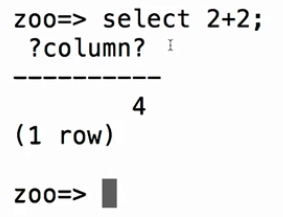 zoo=> select 2+2;
?column?
----------
4
(1 row)
zoo=>